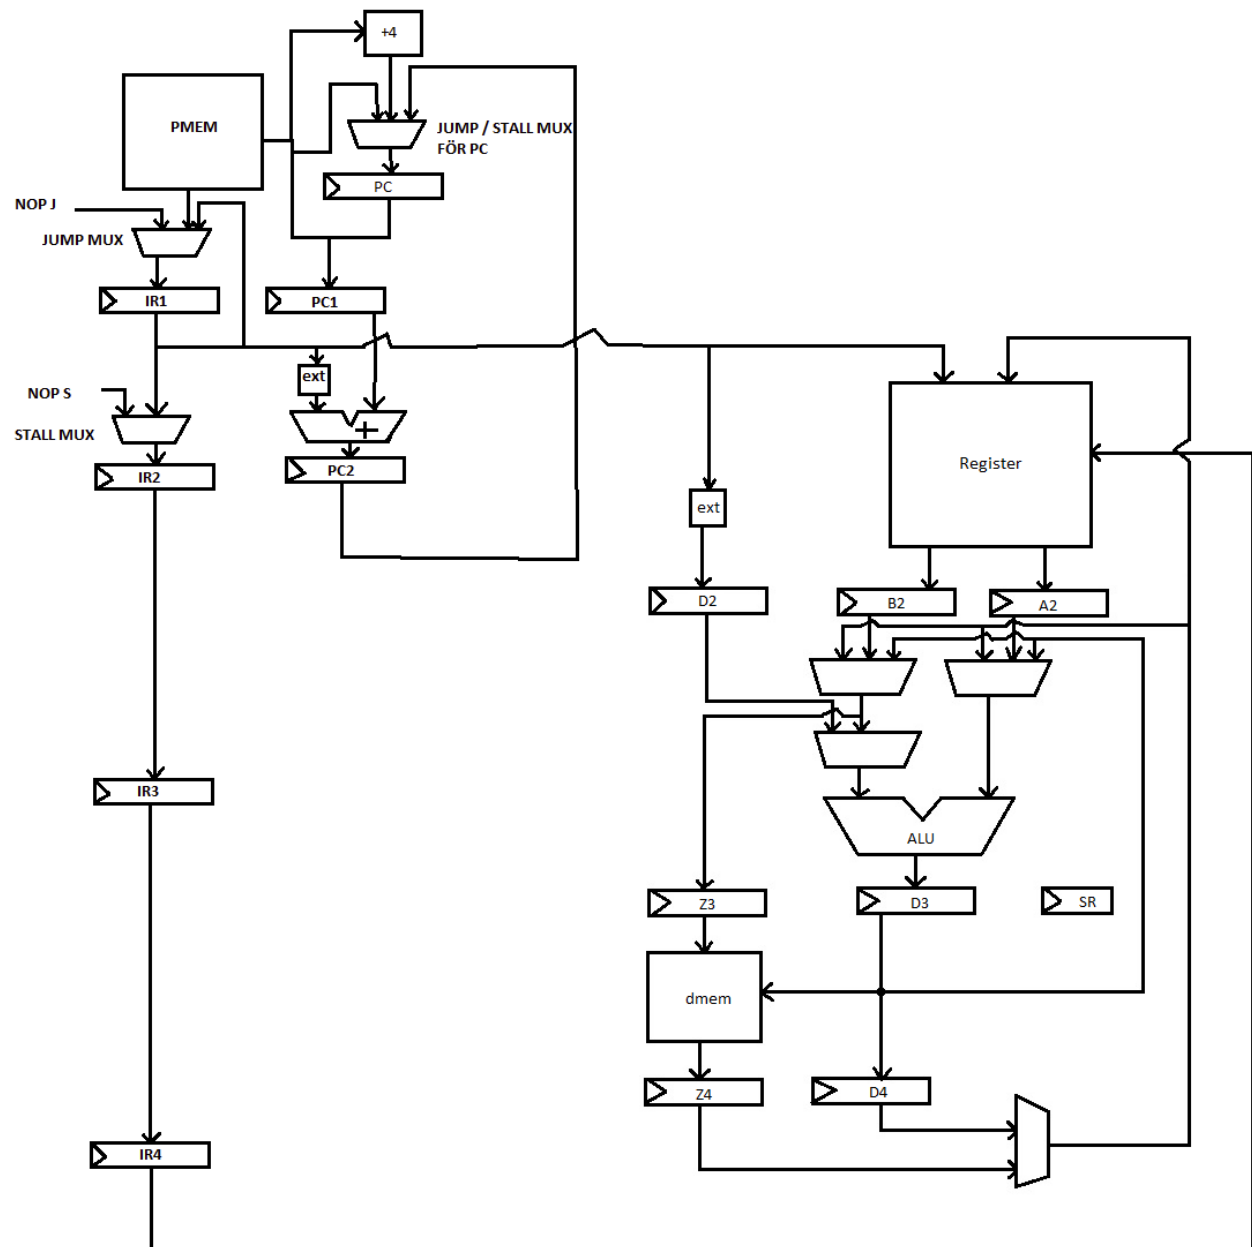 +4
PMEM
JUMP / STALL MUX
FÖR PC
PC
NOP J
JUMP MUX
IR1
PC1
ext
NOP S
STALL MUX
+
IR2
PC2
Register
ext
D2
B2
A2
IR3
ALU
Z3
D3
SR
dmem
Z4
D4
IR4